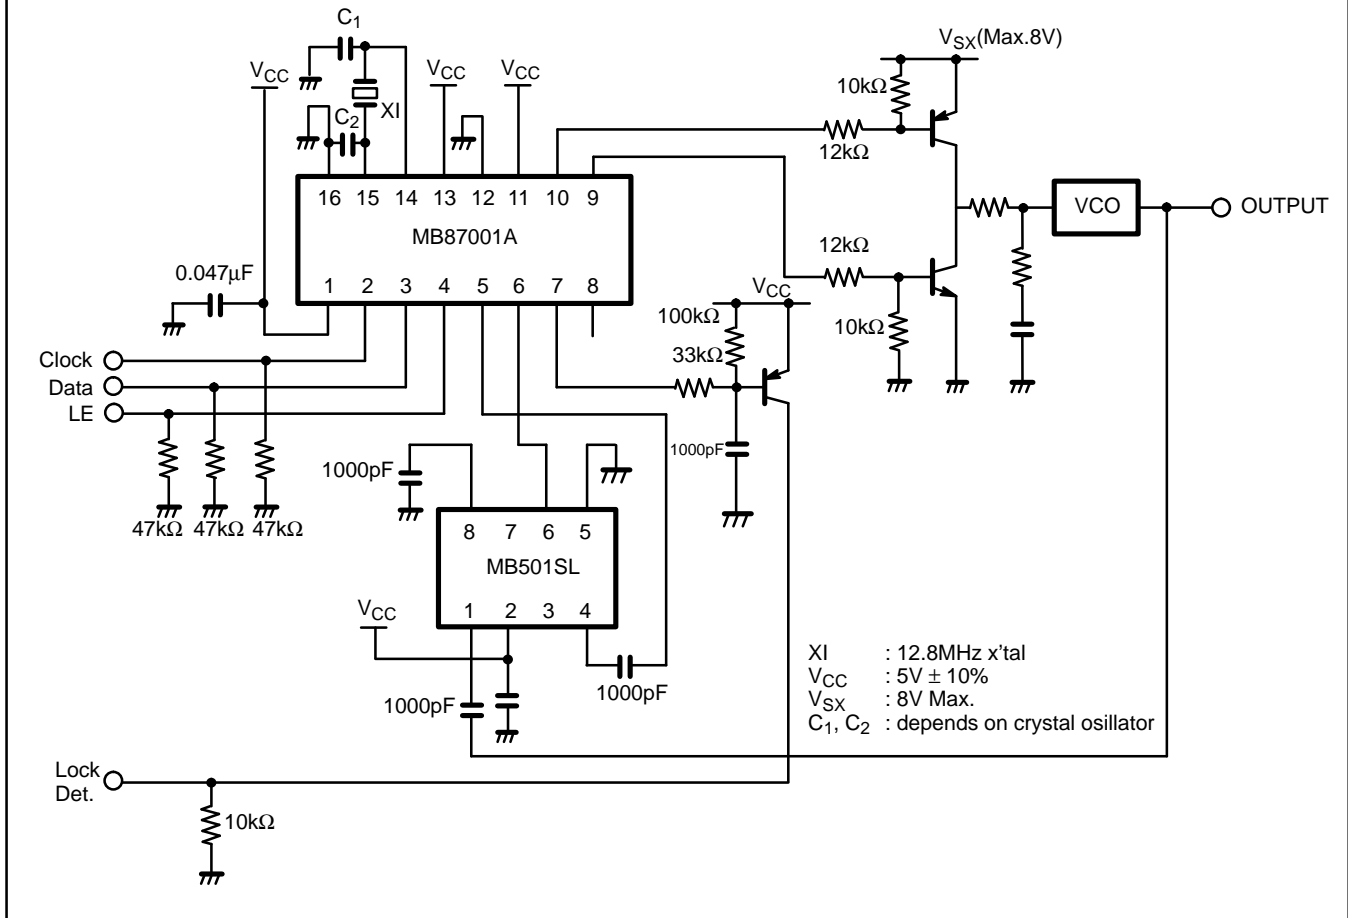 C1
VSX(Max.8V)
VCC
VCC
VCC
10kΩ
XI
C2
12kΩ
16 15 14 13 12 11 10 9
MB87001A
VCO
OUTPUT
12kΩ
0.047μF
1 2 3 4 5 6 7 8
VCC
100kΩ
10kΩ
33kΩ
Clock
Data
LE
1000pF
1000pF
47kΩ 47kΩ 47kΩ
8 7 6 5
MB501SL
VCC
1 2 3 4
1000pF
1000pF
XI : 12.8MHz x'tal
VCC : 5V ± 10%
VSX : 8V Max.
C1, C2 : depends on crystal osillator
Lock
Det.
10kΩ